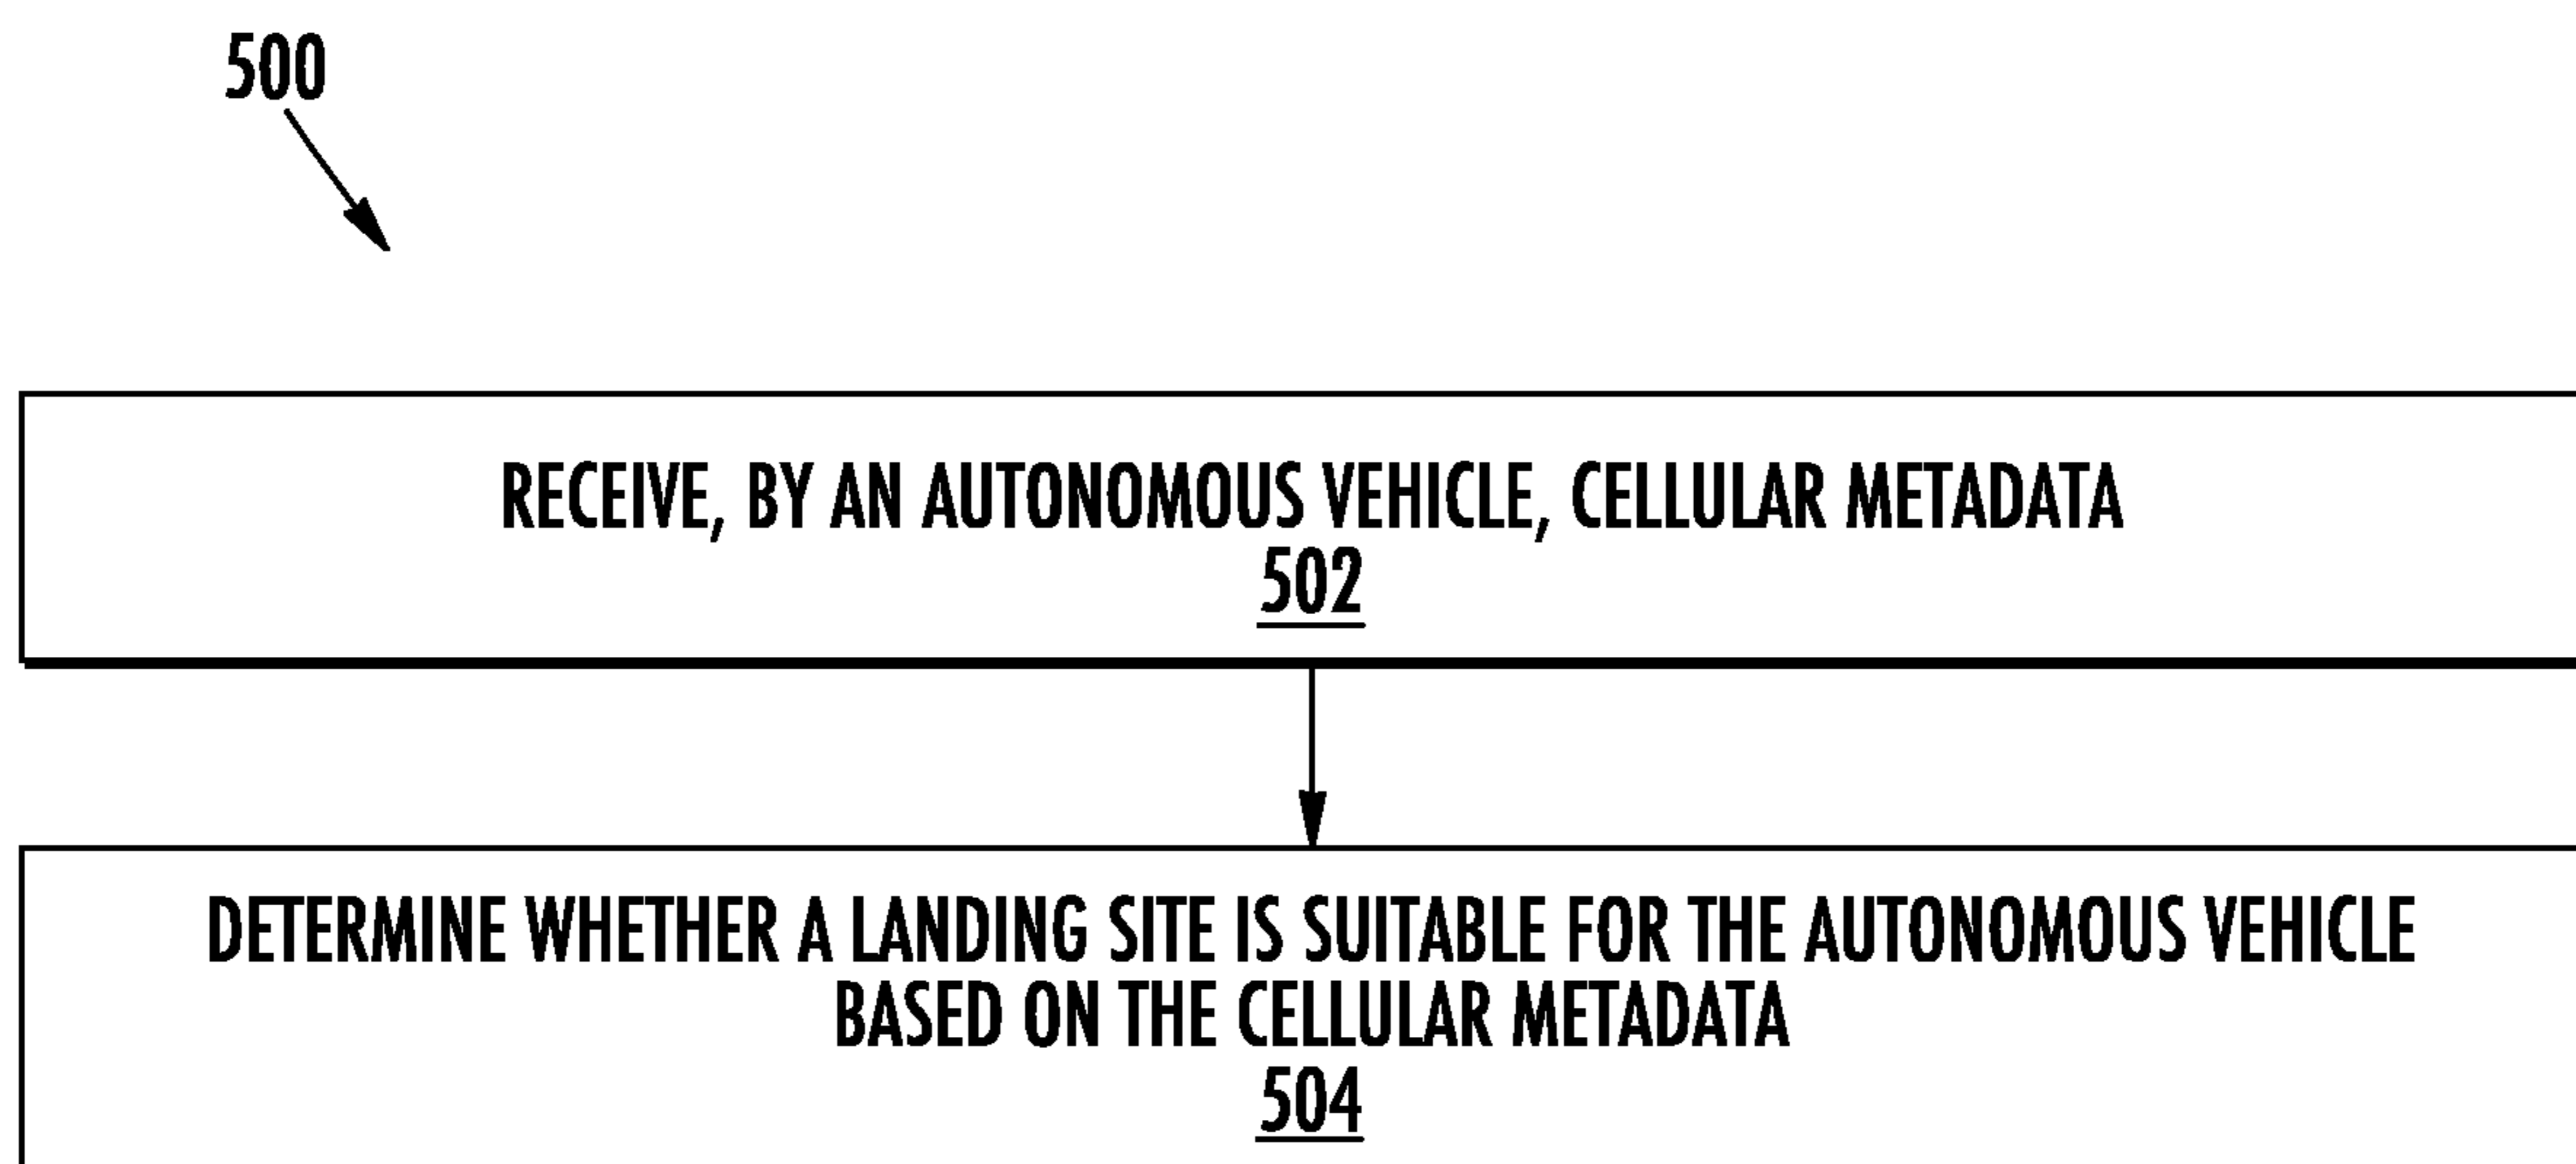 500
RECEIVE, BY AN AUTONOMOUS VEHICLE, CELLULAR METADATA
502
DETERMINE WHETHER A LANDING SITE IS SUITABLE FOR THE AUTONOMOUS VEHICLE
BASED ON THE CELLULAR METADATA
504